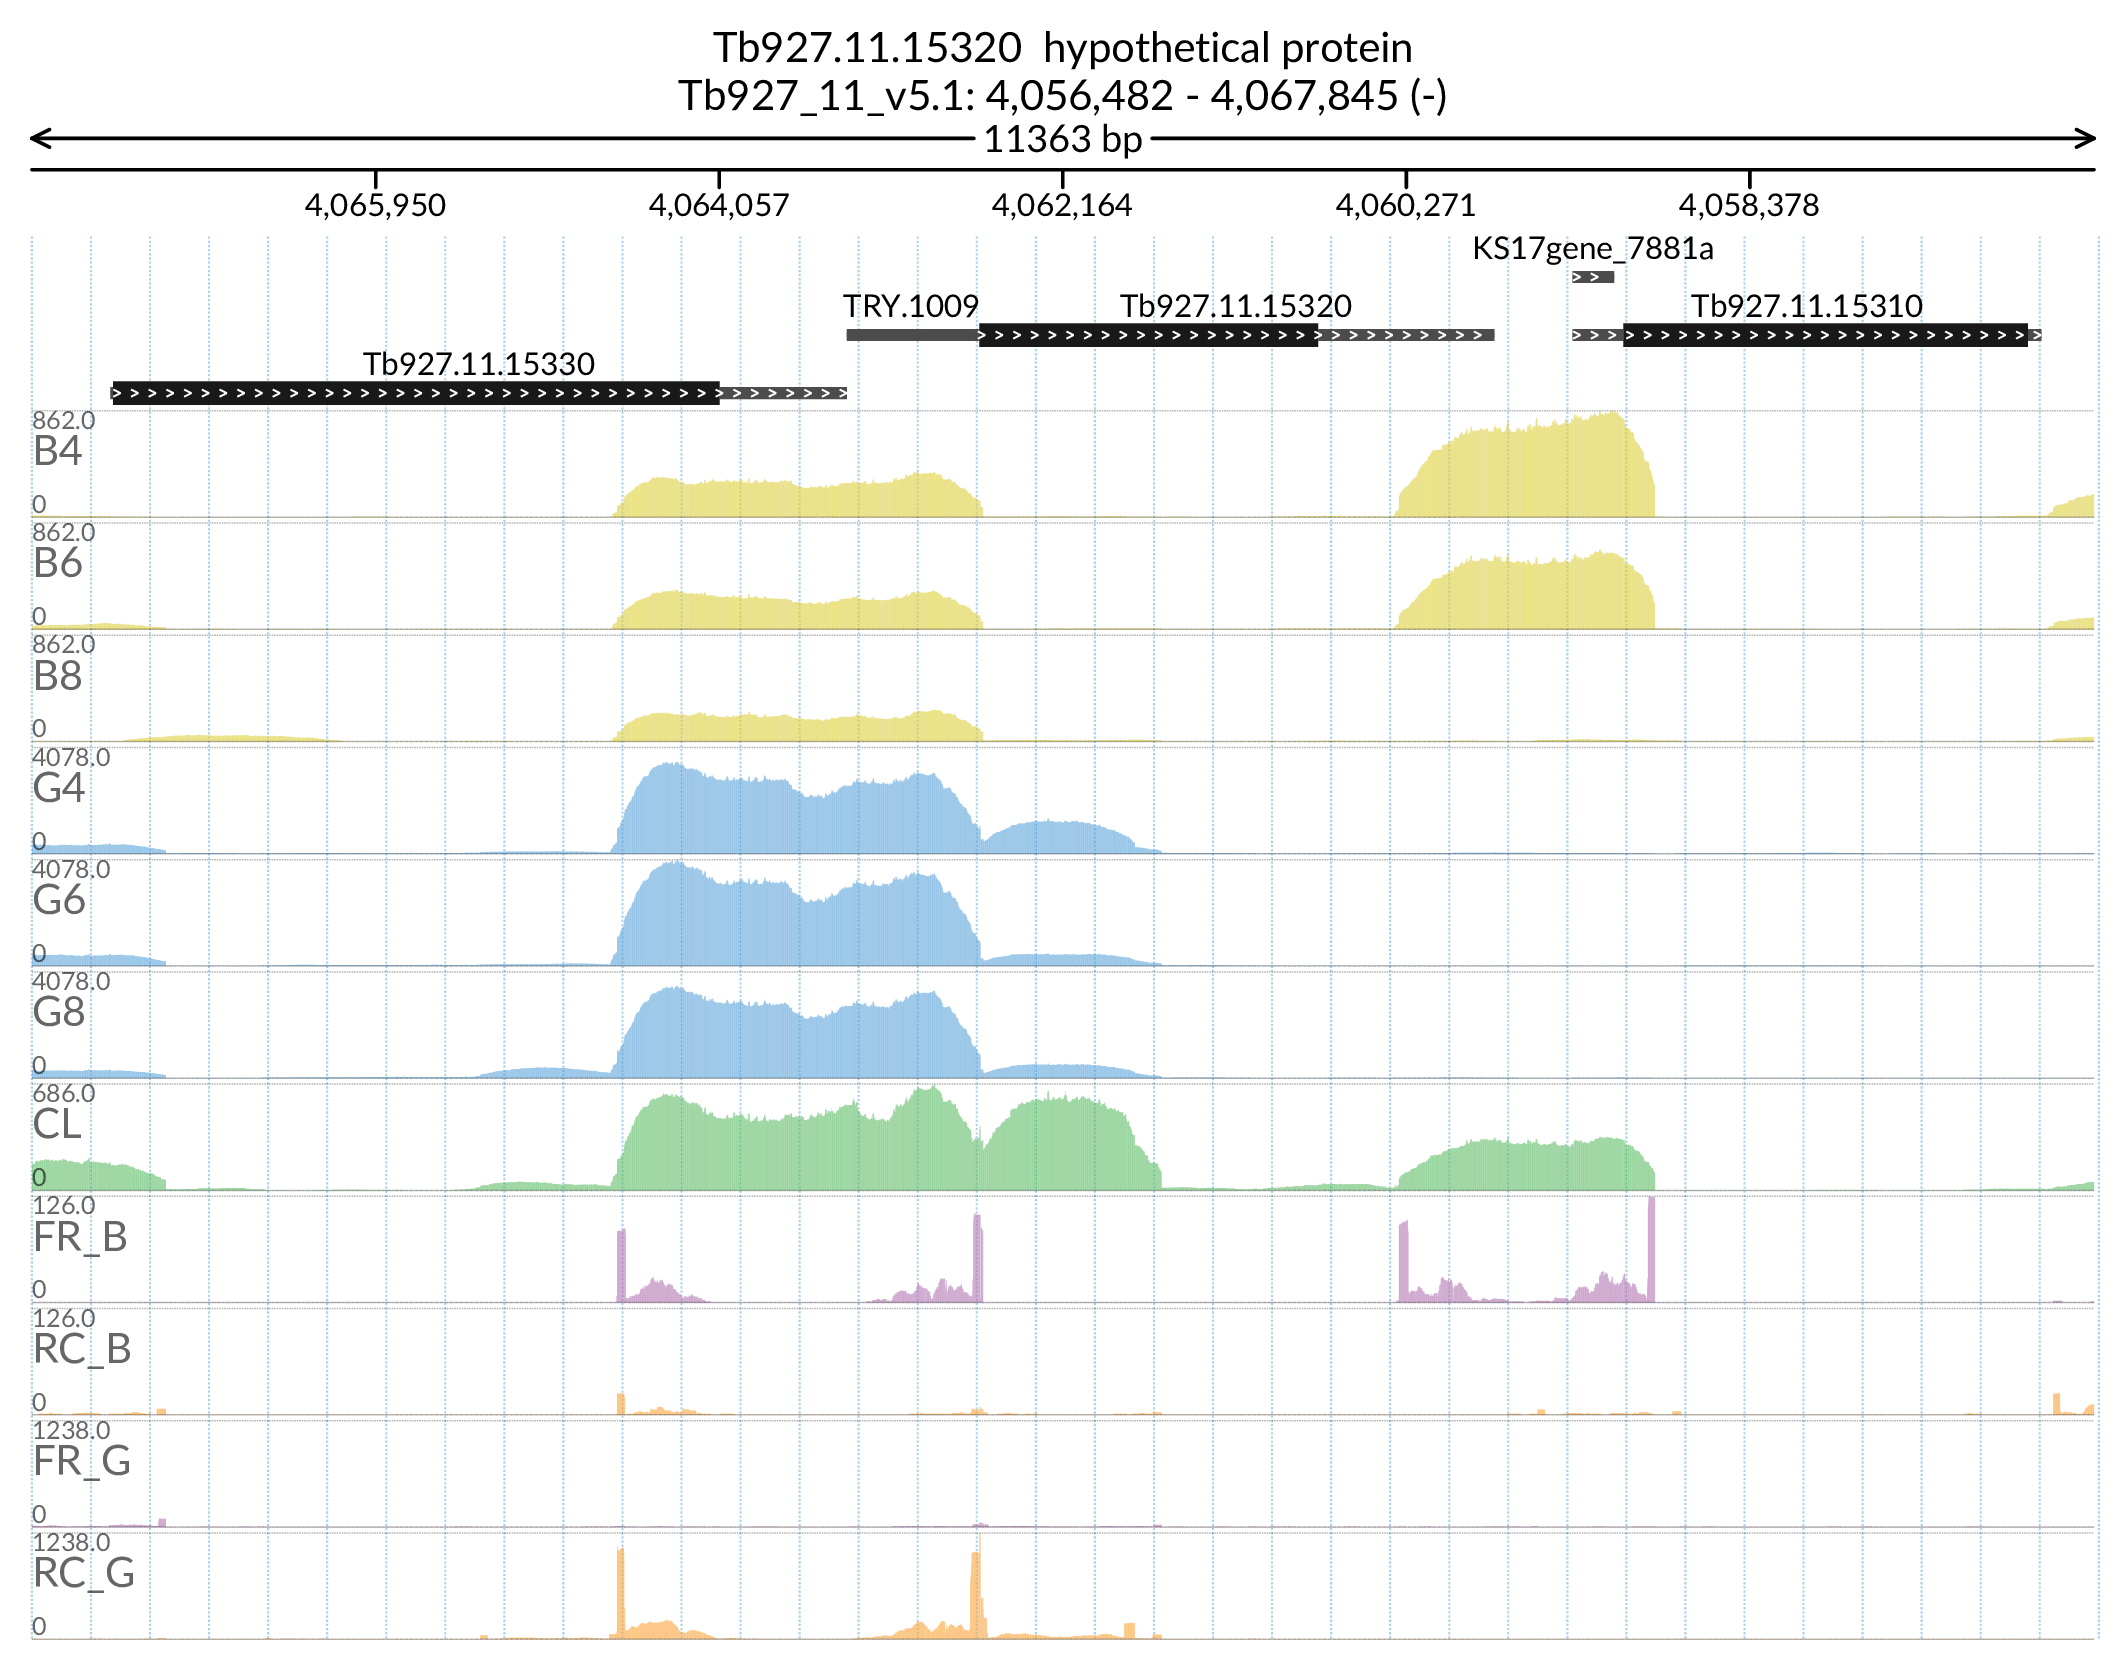 Tb927.11.15320 hypothetical protein
Tb927_11_v5.1: 4,056,482 - 4,067,845 (-)
11363 bp
4,065,950 4,064,057 4,062,164 4,060,271 4,058,378
KS17gene_7881a
TRY.1009 Tb927.11.15320 Tb927.11.15310
Tb927.11.15330
862.0
B4
0
862.0
B6
0
862.0
B8
0
4078.0
G4
0
4078.0
G6
0
4078.0
G8
0
686.0
CL
0
126.0
FR_B
0
126.0
RC_B
0
1238.0
FR_G
0
1238.0
RC_G
0